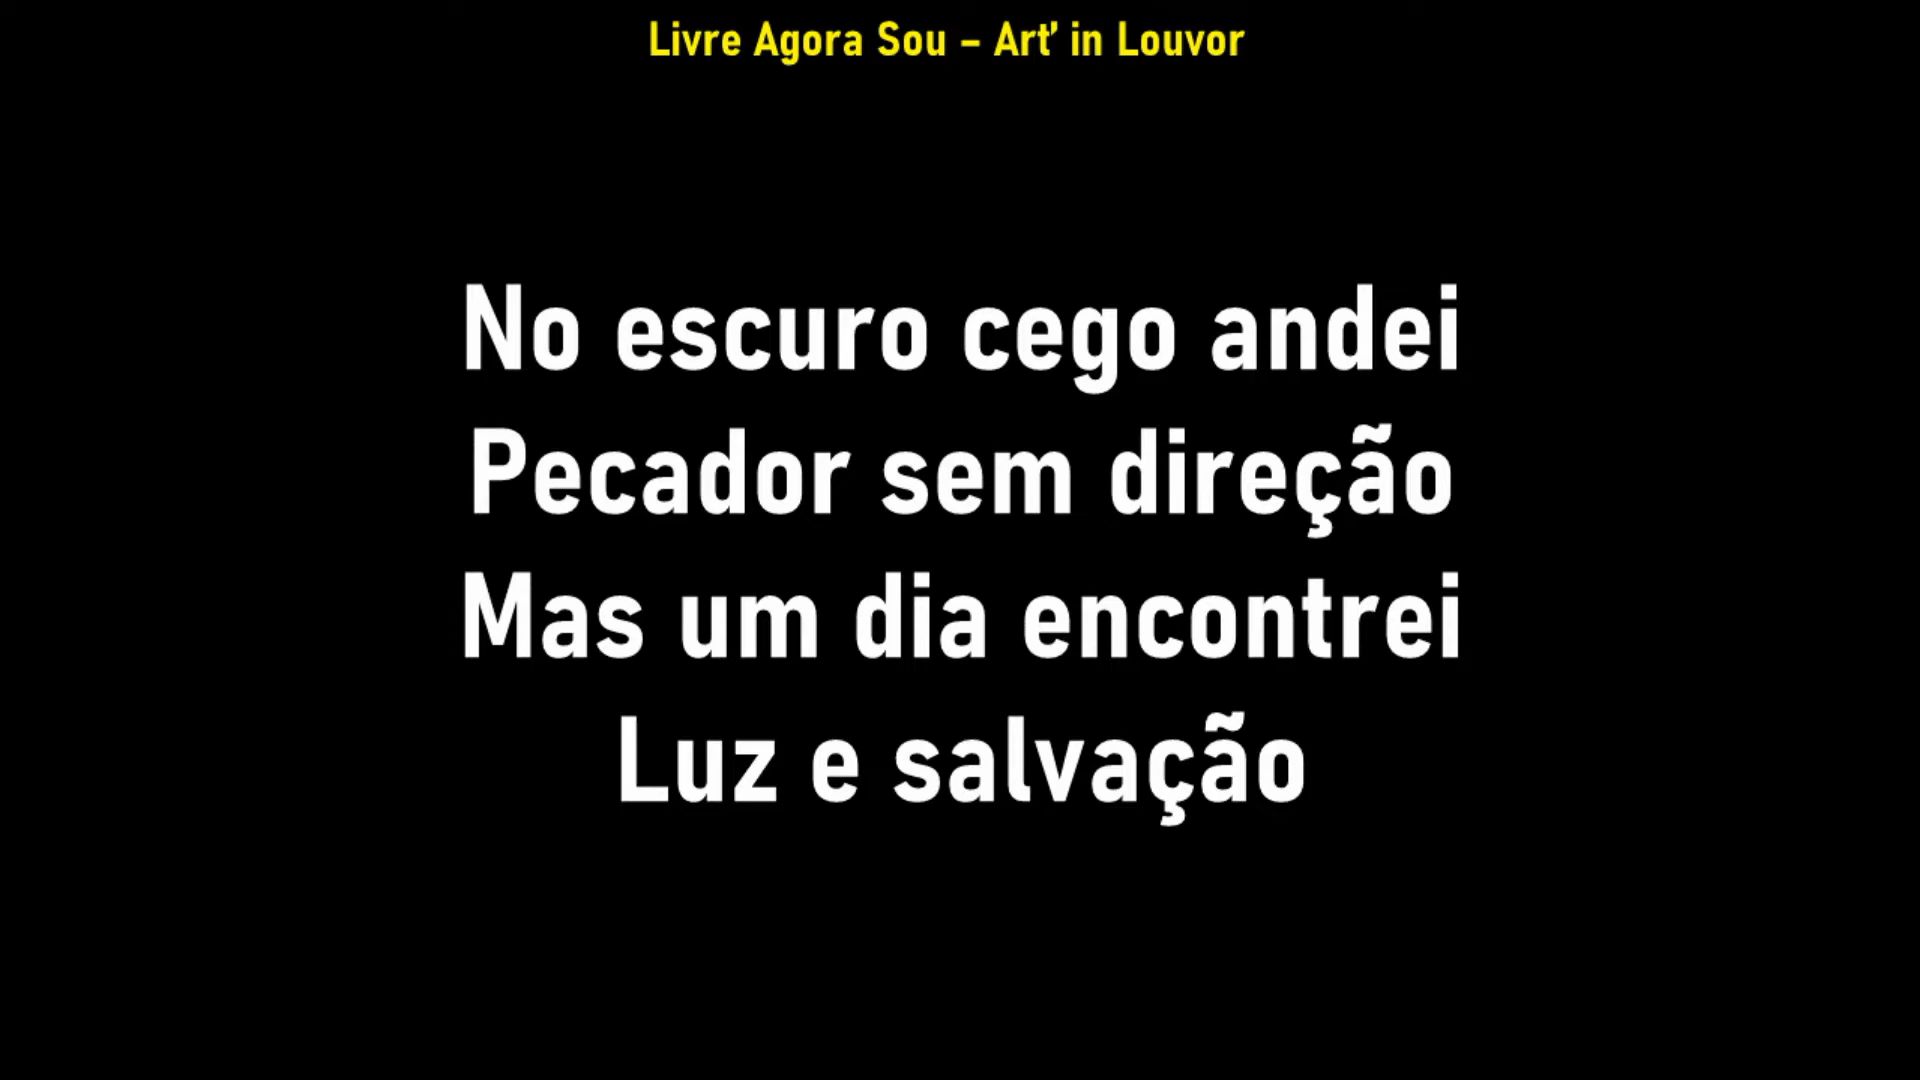 Livre Agora Sou – Art’ in Louvor
No escuro cego andei
Pecador sem direção
Mas um dia encontrei
Luz e salvação